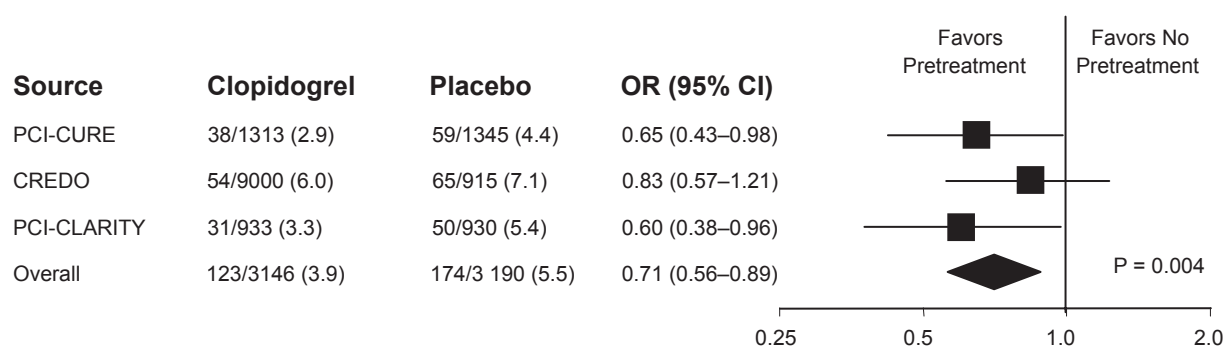 Favors Pretreatment
Favors No Pretreatment
Source Clopidogrel Placebo OR (95% CI)
PCI-CURE 38/1313 (2.9) 59/1345 (4.4) 0.65 (0.43–0.98)
CREDO 54/9000 (6.0) 65/915 (7.1) 0.83 (0.57–1.21)
PCI-CLARITY 31/933 (3.3) 50/930 (5.4) 0.60 (0.38–0.96)
Overall 123/3146 (3.9) 174/3 190 (5.5) 0.71 (0.56–0.89) P = 0.004
0.25 0.5 1.0 2.0